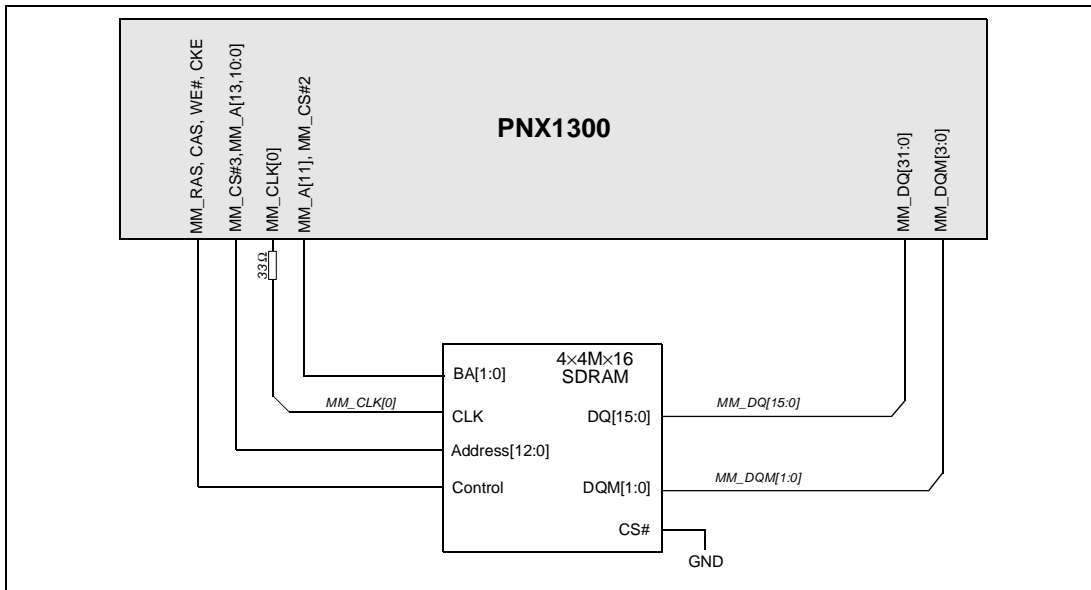 MM_RAS, CAS, WE#, CKE
MM_CS#3,MM_A[13,10:0]
MM_CLK[0]
MM_A[11], MM_CS#2
PNX1300
MM_DQ[31:0]
MM_DQM[3:0]
33Ω
4×4M×16
SDRAM
BA[1:0]
MM_CLK[0]
CLK
DQ[15:0]
MM_DQ[15:0]
Address[12:0]
Control
DQM[1:0]
MM_DQM[1:0]
CS#
GND